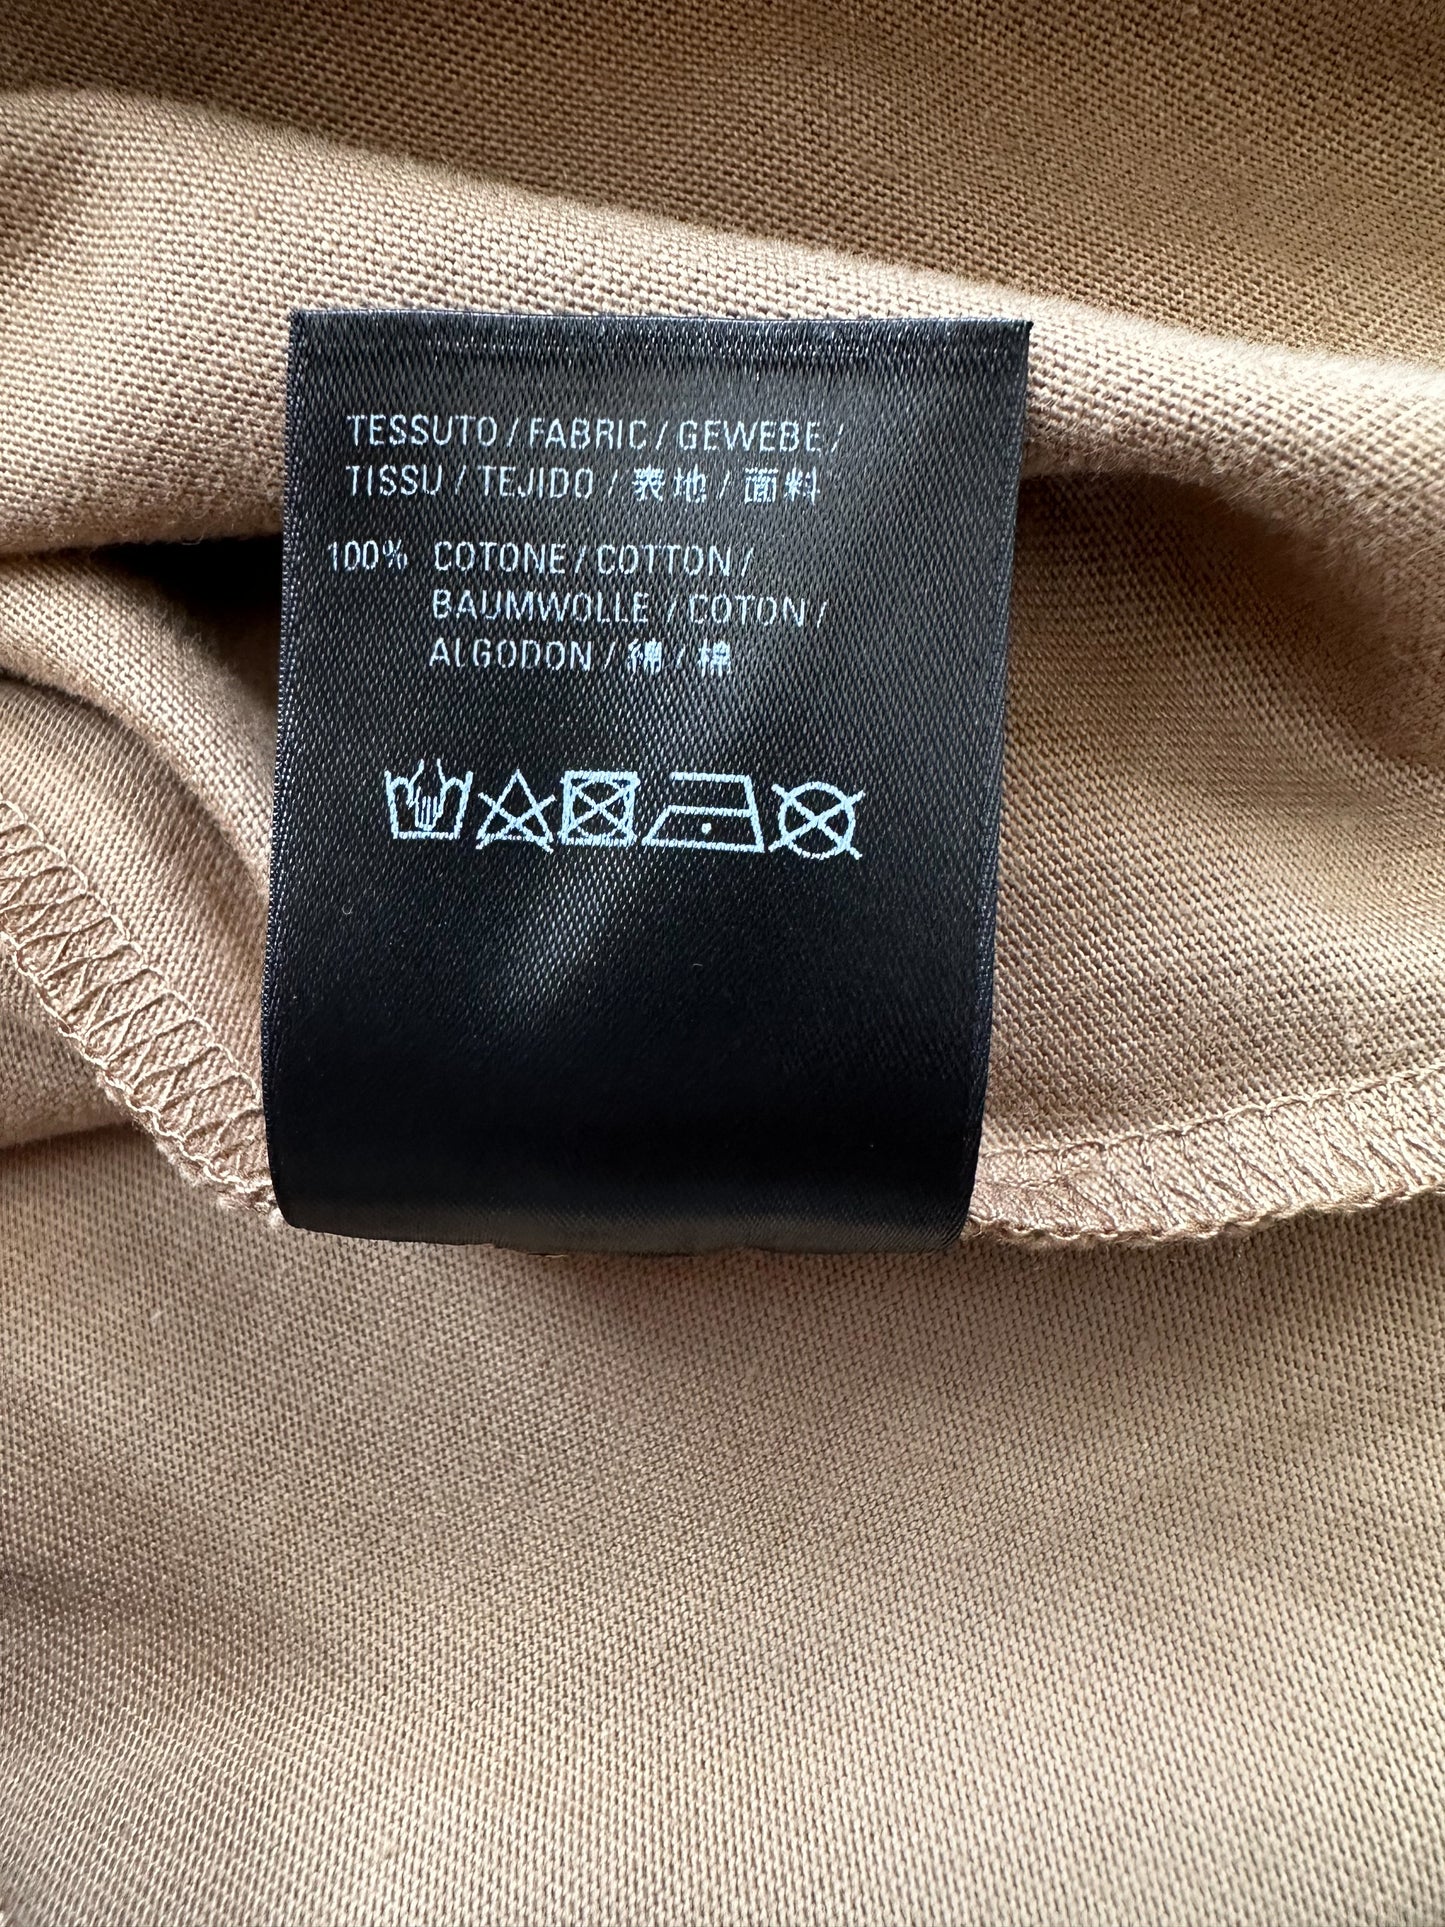 TESSUTO / FABRIC / GEWEBE /
TISSU / TEJIDO / 表地 / 面料
100% COTONE / COTTON /
BAUMWOLLE / COTON /
ALGODON / 綿 / 棉